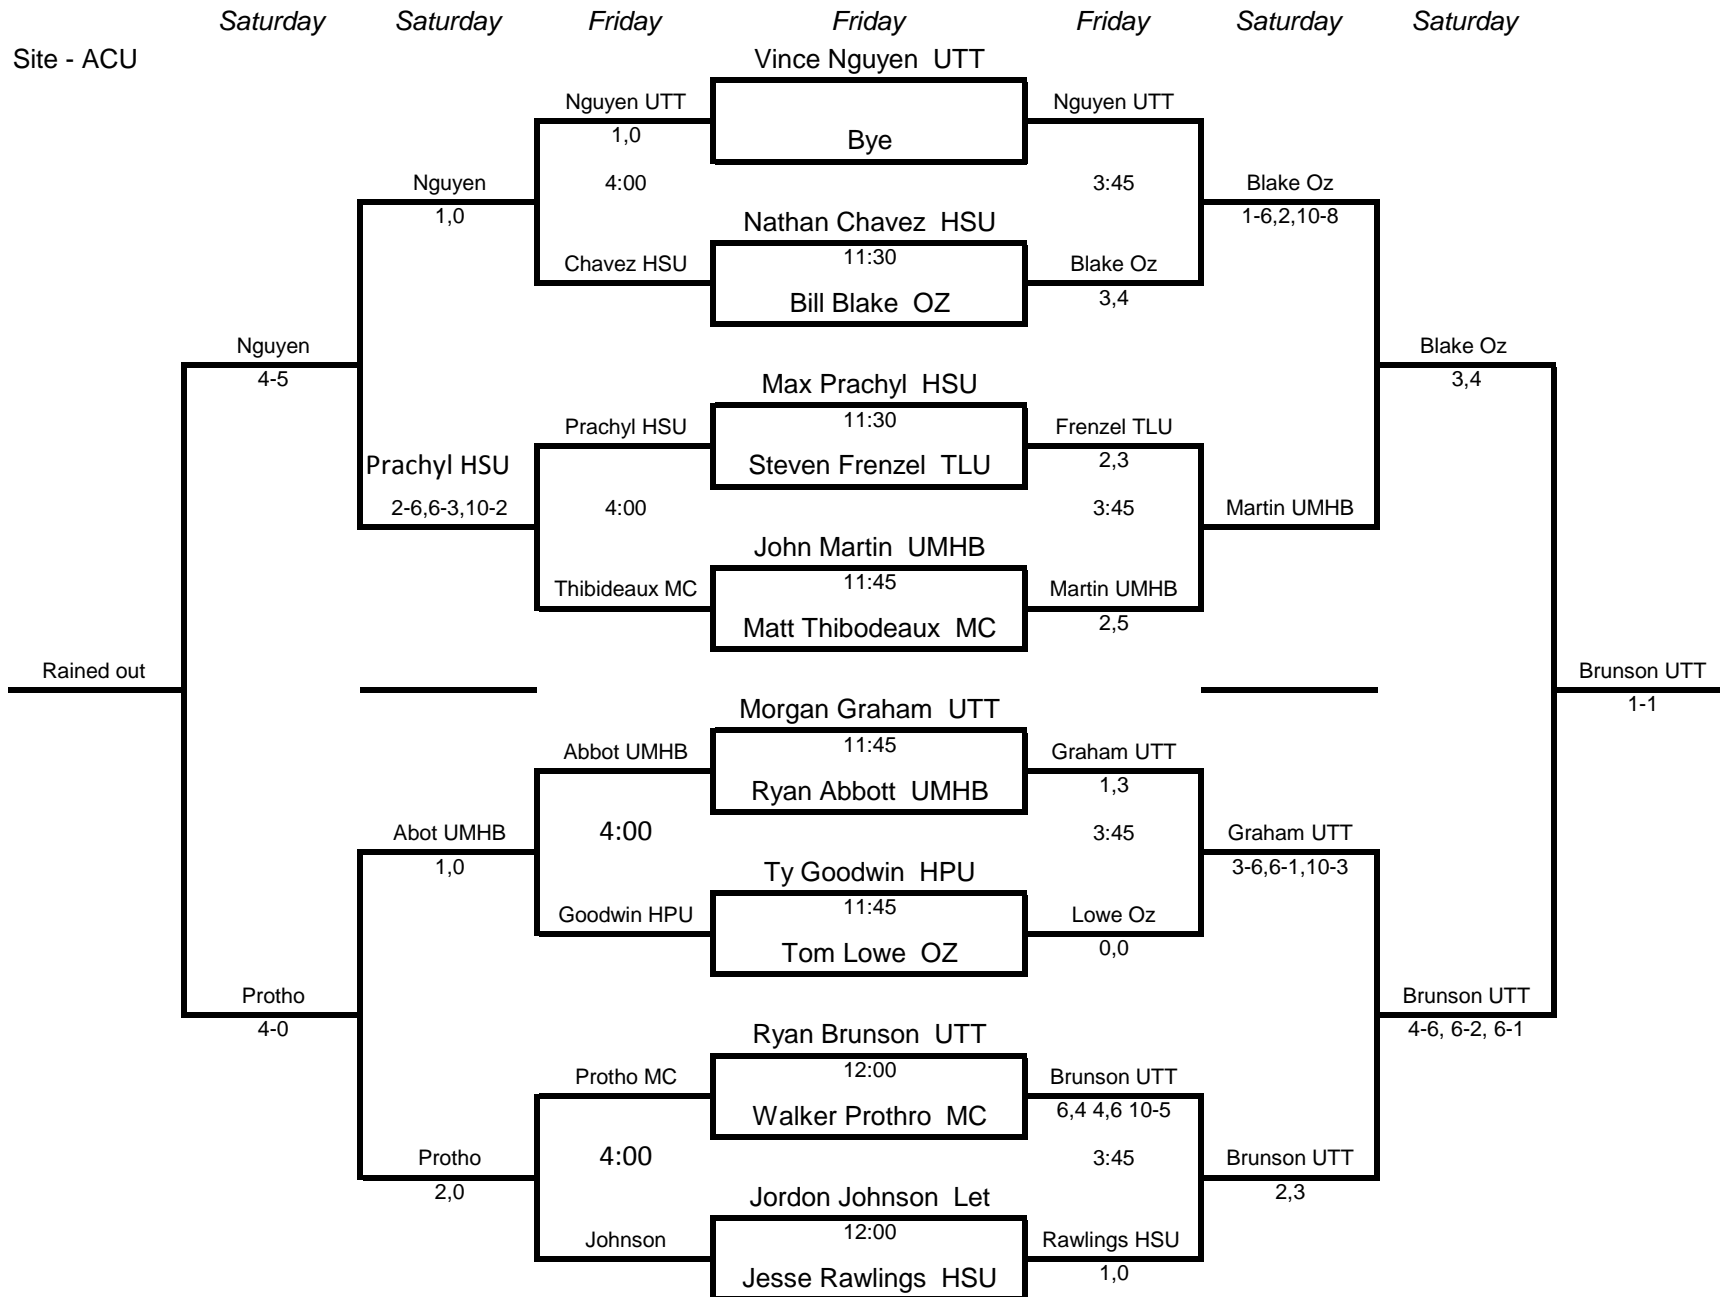 Saturday Saturday Friday Friday Friday Saturday Saturday
Site - ACU
Vince Nguyen UTT
Nguyen UTT Nguyen UTT
1,0
Bye
Nguyen 4:00 3:45 Blake Oz
1,0 1-6,2,10-8
Nathan Chavez HSU
Chavez HSU 11:30 Blake Oz
Bill Blake OZ 3,4
Nguyen Blake Oz
4-5 3,4
Max Prachyl HSU
Prachyl HSU 11:30 Frenzel TLU
Prachyl HSU Steven Frenzel TLU 2,3
2-6,6-3,10-2 4:00 3:45 Martin UMHB
John Martin UMHB
Thibideaux MC 11:45 Martin UMHB
Matt Thibodeaux MC 2,5
Rained out Brunson UTT
1-1
Morgan Graham UTT
Abbot UMHB 11:45 Graham UTT
Ryan Abbott UMHB 1,3
Abot UMHB 4:00 3:45 Graham UTT
1,0 3-6,6-1,10-3
Ty Goodwin HPU
Goodwin HPU 11:45 Lowe Oz
Tom Lowe OZ 0,0
Protho Brunson UTT
4-0 4-6, 6-2, 6-1
Ryan Brunson UTT
Protho MC 12:00 Brunson UTT
Walker Prothro MC 6,4 4,6 10-5
Protho 4:00 3:45 Brunson UTT
2,0 2,3
Jordon Johnson Let
Johnson 12:00 Rawlings HSU
Jesse Rawlings HSU 1,0